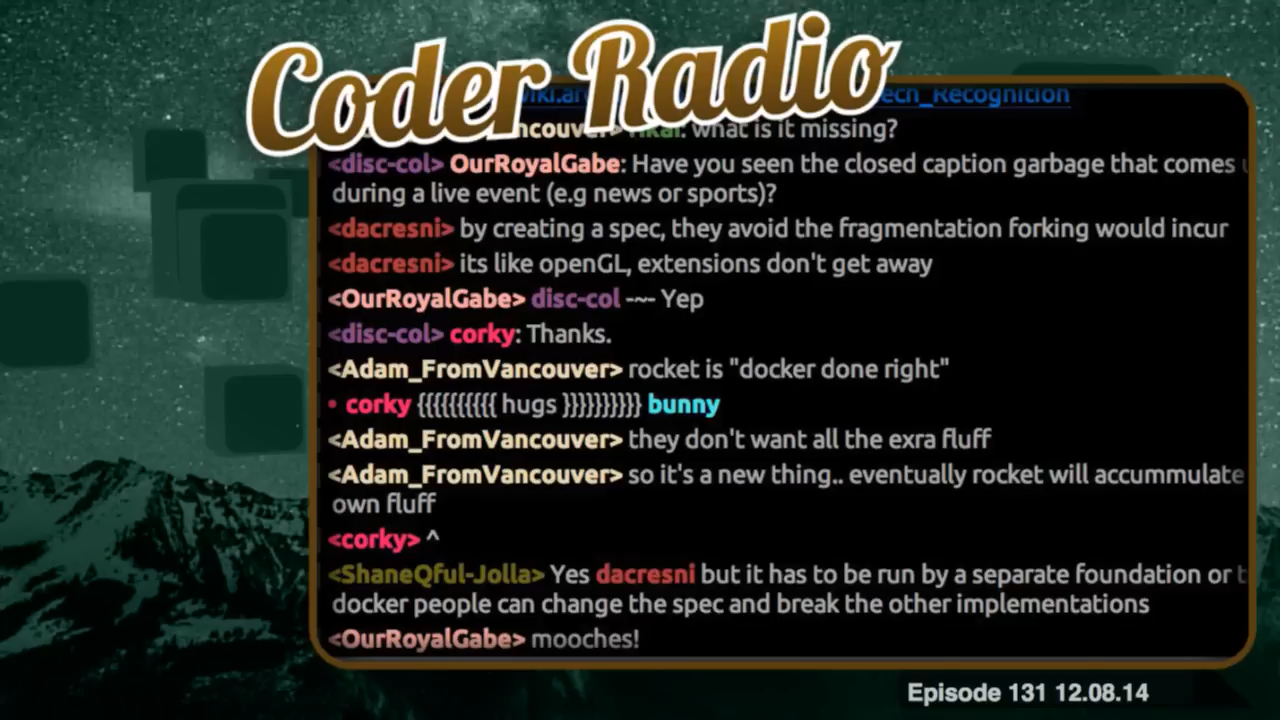 Coder Radio
ech_Recognition
what is it missing?
<disc-col> OurRoyalGabe: Have you seen the closed caption garbage that comes
during a live event (e.g news or sports)?
<dacresni> by creating a spec, they avoid the fragmentation forking would incur
<dacresni> its like openGL, extensions don't get away
<OurRoyalGabe> disc-col -~- Yep
<disc-col> corky: Thanks.
<Adam_FromVancouver> rocket is "docker done right"
• corky {{{{{{{{{{ hugs }}}}}}}}}} bunny
<Adam_FromVancouver> they don't want all the exra fluff
<Adam_FromVancouver> so it's a new thing.. eventually rocket will accummulate
own fluff
<corky> ^
<ShaneQful-Jolla> Yes dacresni but it has to be run by a separate foundation or
docker people can change the spec and break the other implementations
<OurRoyalGabe> mooches!
Episode 131 12.08.14